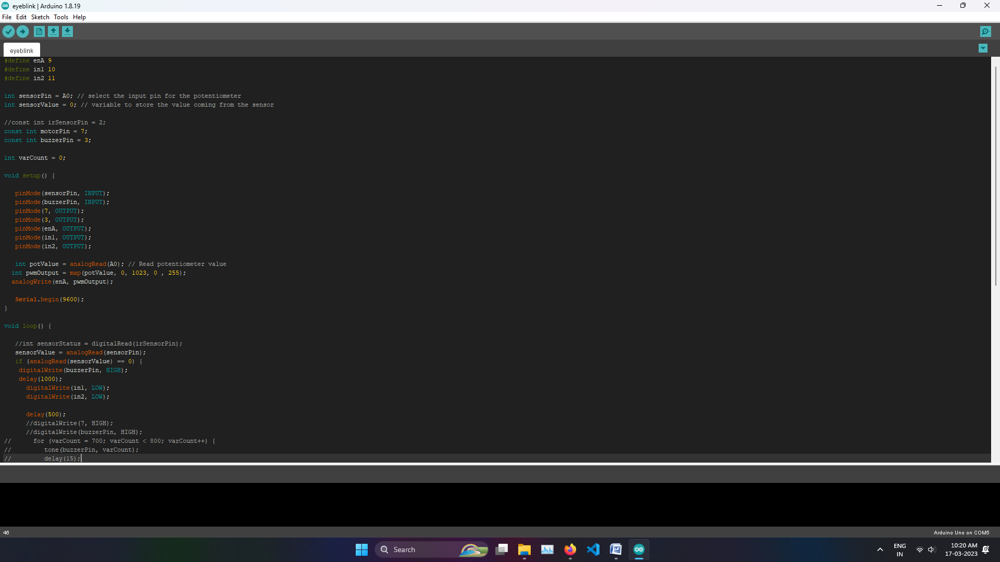 eyeblink | Arduino 1.8.19
File Edit Sketch Tools Help
eyeblink
#define enA 9
#define in1 10
#define in2 11
int sensorPin = A0; // select the input pin for the potentiometer
int sensorValue = 0; // variable to store the value coming from the sensor
//const int irSensorPin = 2;
const int motorPin = 7;
const int buzzerPin = 3;
int varCount = 0;
void setup() {
pinMode(sensorPin, INPUT);
pinMode(buzzerPin, INPUT);
pinMode(7, OUTPUT);
pinMode(3, OUTPUT);
pinMode(enA, OUTPUT);
pinMode(in1, OUTPUT);
pinMode(in2, OUTPUT);
int potValue = analogRead(A0); // Read potentiometer value
int pwmOutput = map(potValue, 0, 1023, 0 , 255);
analogWrite(enA, pwmOutput);
Serial.begin(9600);
}
void loop() {
//int sensorStatus = digitalRead(irSensorPin);
sensorValue = analogRead(sensorPin);
if (analogRead(sensorValue) == 0) {
digitalWrite(buzzerPin, HIGH);
delay(1000);
digitalWrite(in1, LOW);
digitalWrite(in2, LOW);
delay(500);
//digitalWrite(7, HIGH);
//digitalWrite(buzzerPin, HIGH);
// for (varCount = 700; varCount < 800; varCount++) {
// tone(buzzerPin, varCount);
// delay(15);
46
Arduino Uno on COM5
Search
ENG
IN
10:20 AM
17-03-2023